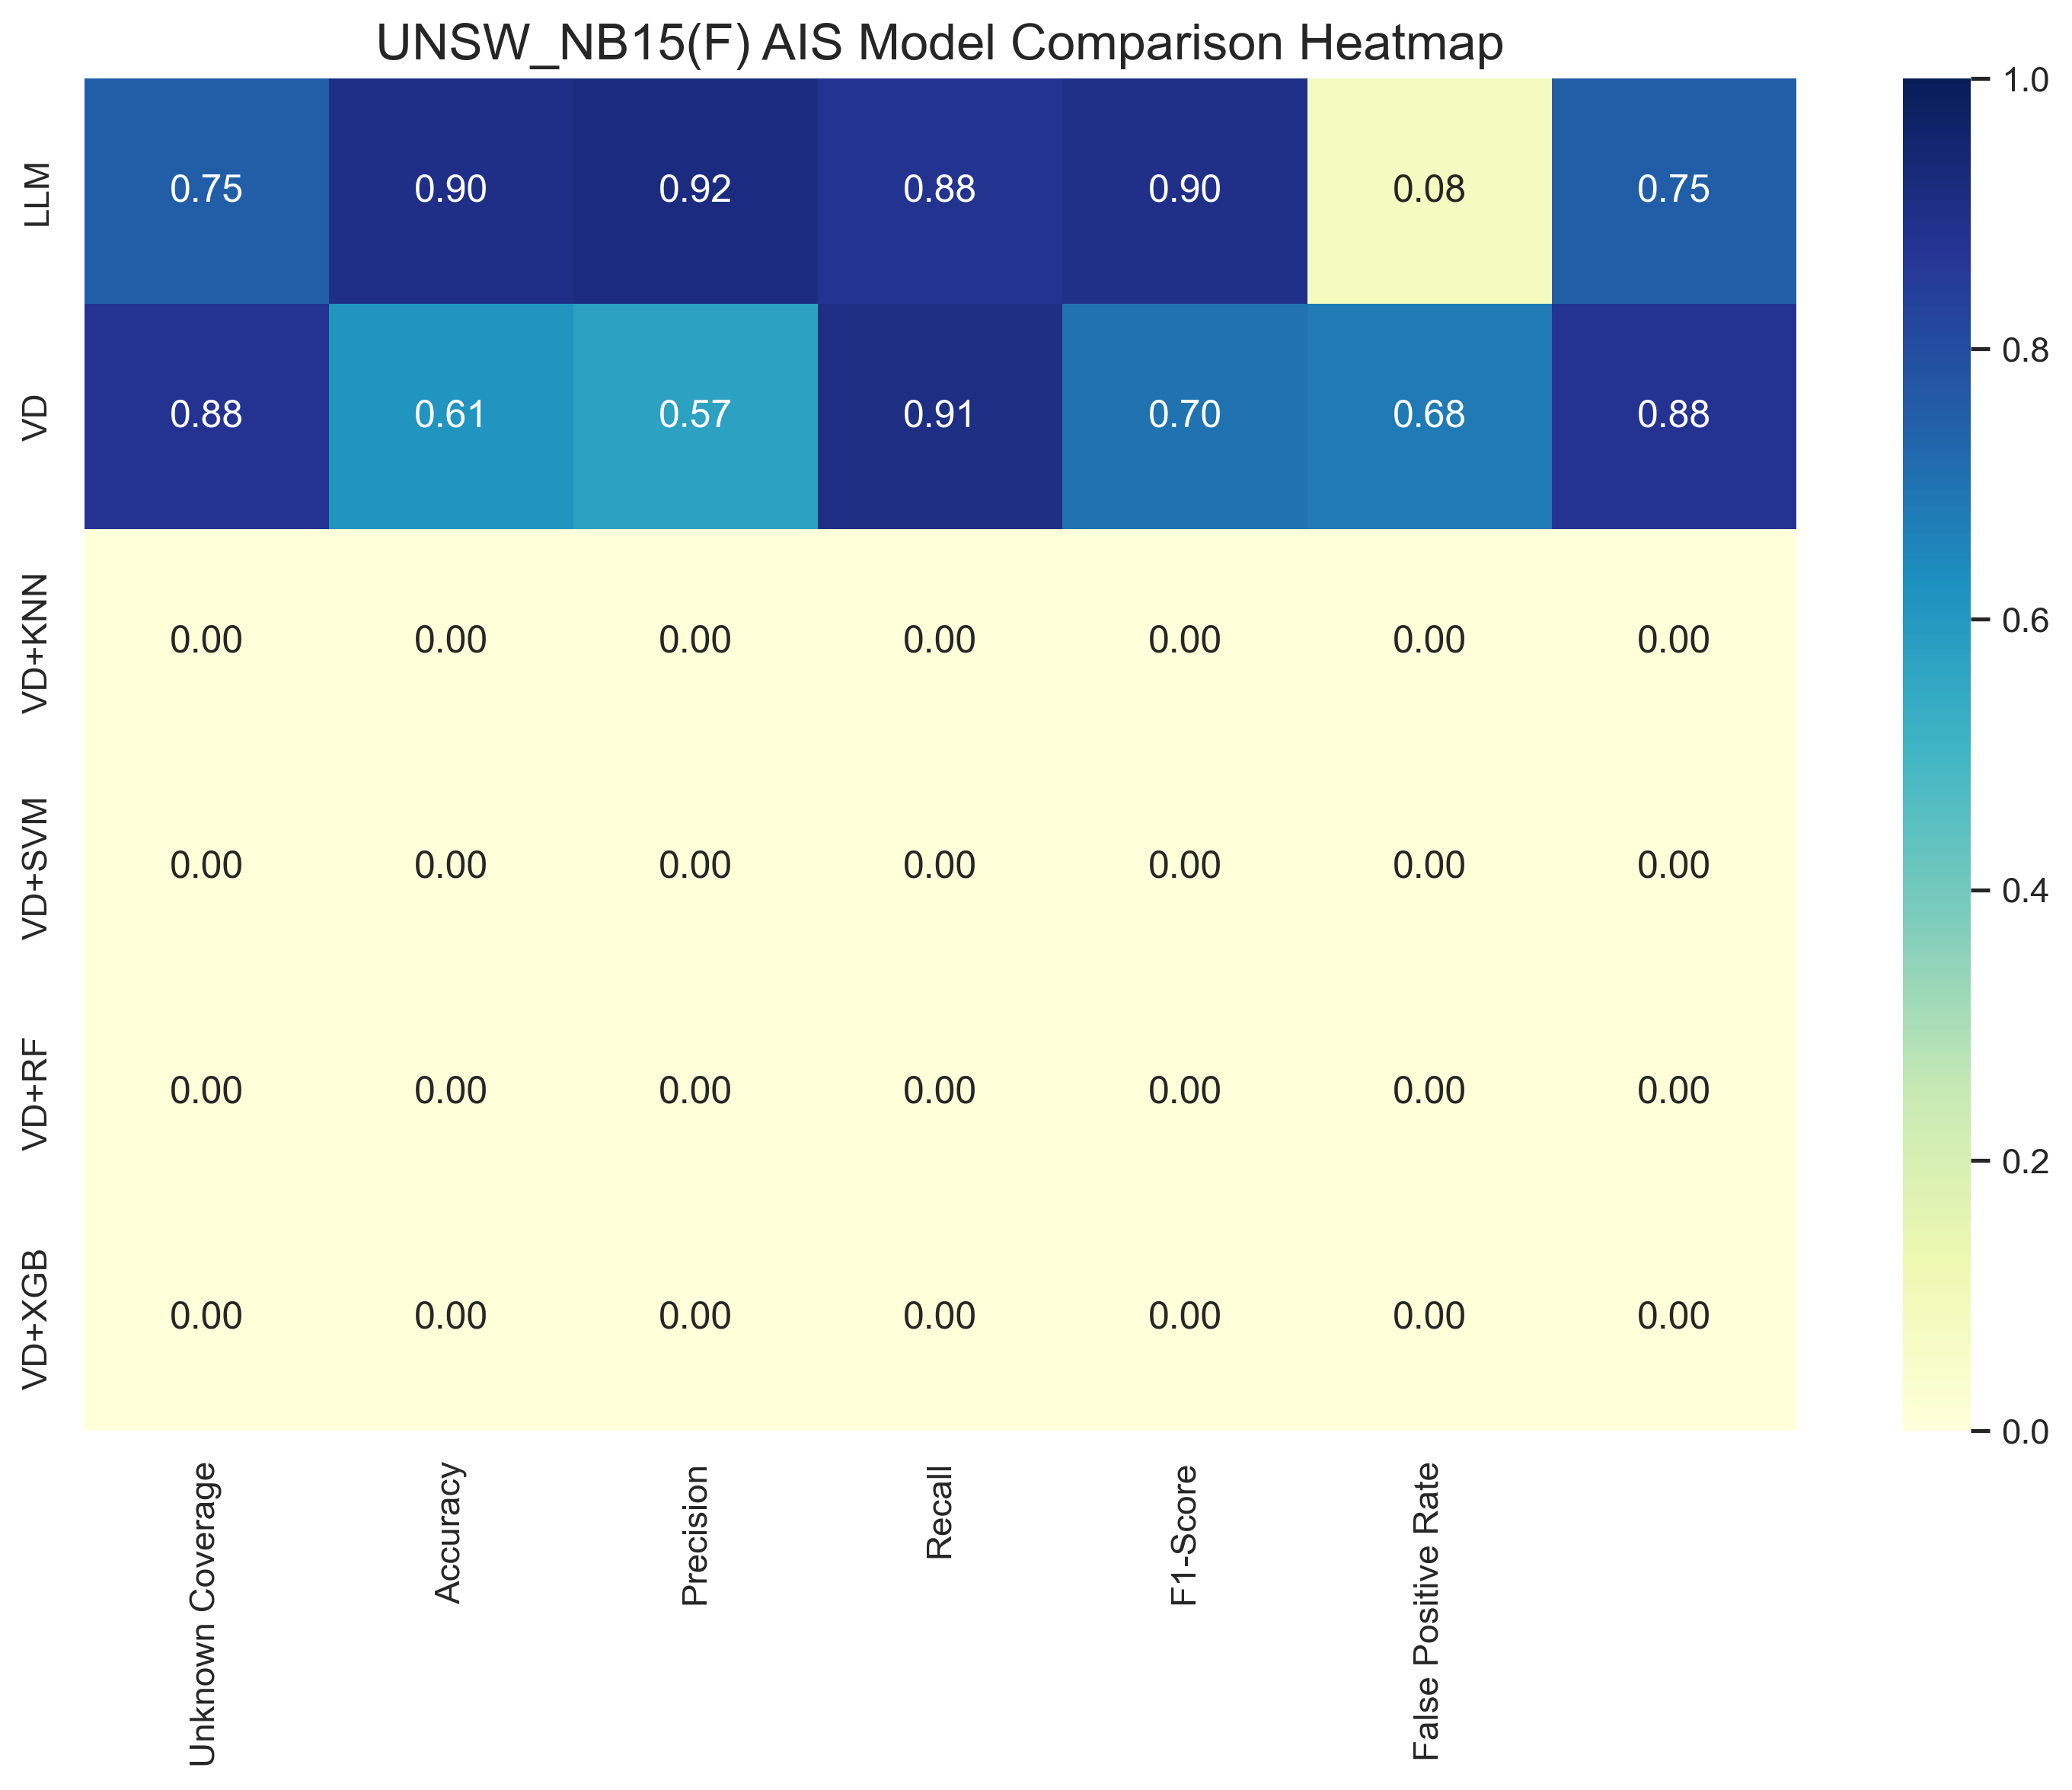 UNSW_NB15(F) AIS Model Comparison Heatmap
LLM 0.75 0.90 0.92 0.88 0.90 0.08 0.75
VD 0.88 0.61 0.57 0.91 0.70 0.68 0.88
VD+KNN 0.00 0.00 0.00 0.00 0.00 0.00 0.00
VD+SVM 0.00 0.00 0.00 0.00 0.00 0.00 0.00
VD+RF 0.00 0.00 0.00 0.00 0.00 0.00 0.00
VD+XGB 0.00 0.00 0.00 0.00 0.00 0.00 0.00
Unknown Coverage
Accuracy
Precision
Recall
F1-Score
False Positive Rate
1.0
0.8
0.6
0.4
0.2
0.0